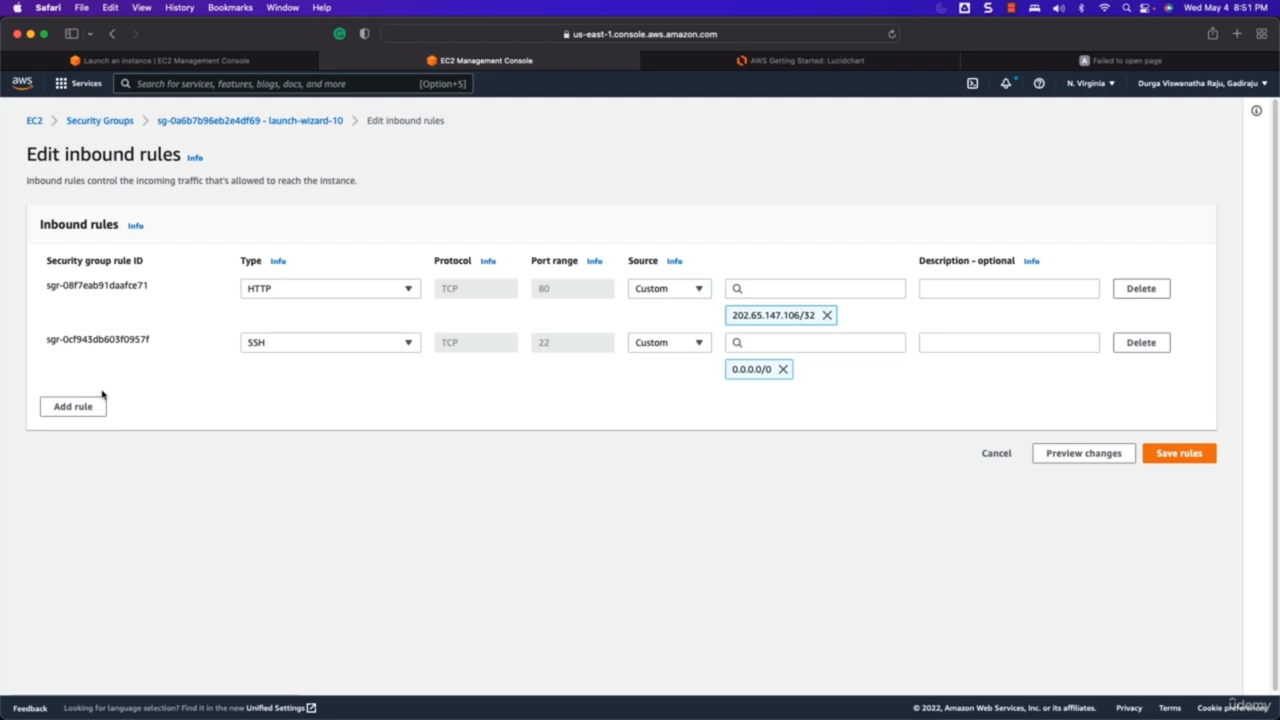 Safari File Edit View History Bookmarks Window Help Wed May 4 8:51 PM
us-east-1.console.aws.amazon.com
Launch an instance | EC2 Management Console EC2 Management Console AWS Getting Started: Lucidchart Failed to open page
aws Services Search for services, features, blogs, docs, and more [Option+S] N. Virginia Durga Viswanatha Raju, Gadiraju
EC2 Security Groups sg-0a6b7b96eb2e4df69 - launch-wizard-10 Edit inbound rules
Edit inbound rules Info
Inbound rules control the incoming traffic that's allowed to reach the instance.
Inbound rules Info
Security group rule ID Type Info Protocol Info Port range Info Source Info Description - optional Info
sgr-08f7eab91daafce71 HTTP TCP 80 Custom Delete
202.65.147.106/32
sgr-0cf943db603f0957f SSH TCP 22 Custom Delete
0.0.0.0/0
Add rule
Cancel Preview changes Save rules
Feedback Looking for language selection? Find it in the new Unified Settings © 2022, Amazon Web Services, Inc. or its affiliates. Privacy Terms Cookie preferences
udemy